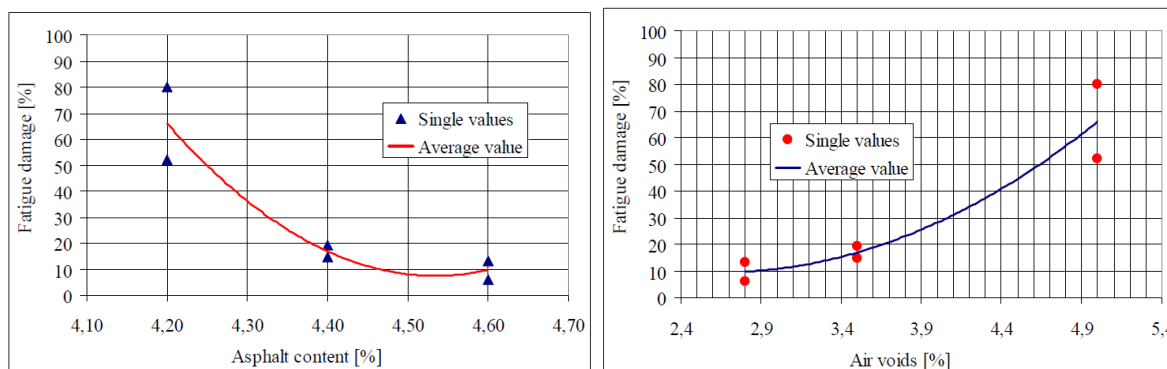 100
90
80
70
60
50
40
30
20
10
0
Fatigue damage [%]
Single values
Average value
4,10 4,20 4,30 4,40 4,50 4,60 4,70
Asphalt content [%]
100
90
80
70
60
50
40
30
20
10
0
Fatigue damage [%]
Single values
Average value
2,4 2,9 3,4 3,9 4,4 4,9 5,4
Air voids [%]